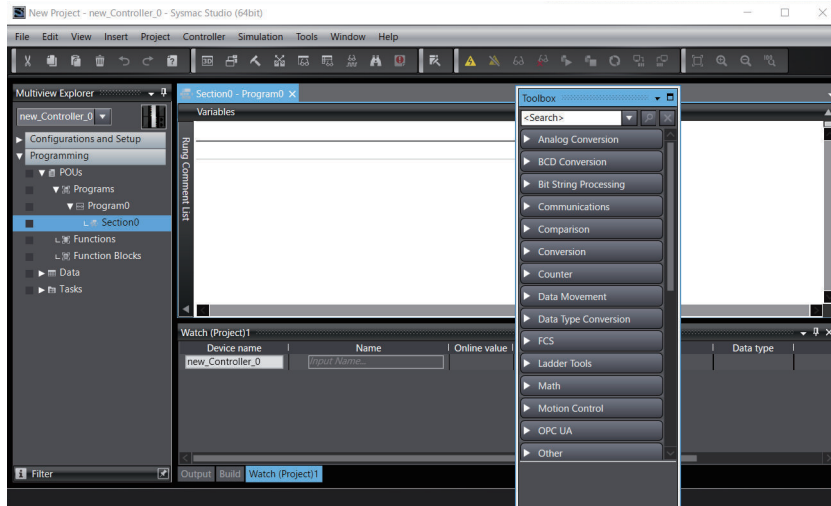 New Project - new_Controller_0 - Sysmac Studio (64bit)
File Edit View Insert Project Controller Simulation Tools Window Help
Multiview Explorer
new_Controller_0
Configurations and Setup
Programming
POUs
Programs
Program0
Section0
Functions
Function Blocks
Data
Tasks
Filter
Section0 - Program0
Variables
Rung Comment List
Toolbox
<Search>
Analog Conversion
BCD Conversion
Bit String Processing
Communications
Comparison
Conversion
Counter
Data Movement
Data Type Conversion
FCS
Ladder Tools
Math
Motion Control
OPC UA
Other
Watch (Project)1
Device name Name Online value Data type
new_Controller_0 Input Name...
Output Build Watch (Project)1